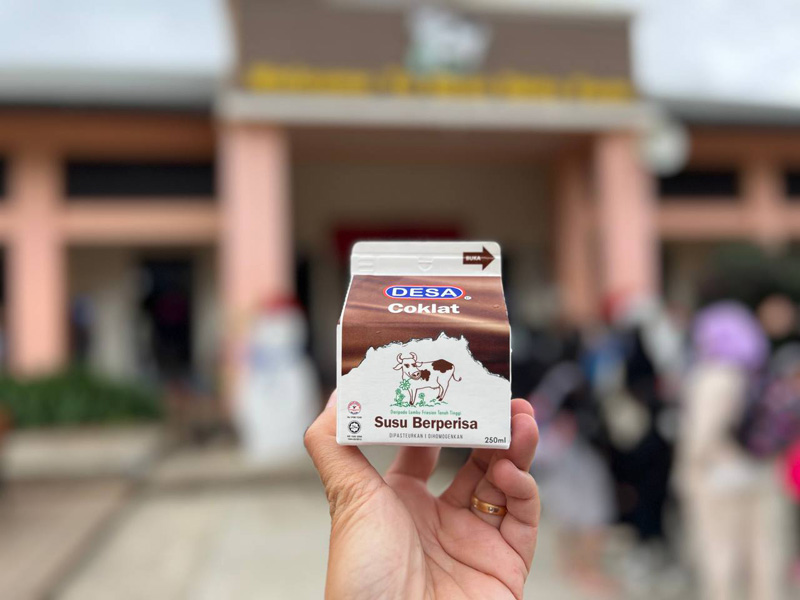 BUKA
DESA
Coklat
Daripada Lembu Friesian Tanah Tinggi
Susu Berperisa
DIPASTEURKAN | DIHOMOGENKAN
250ml